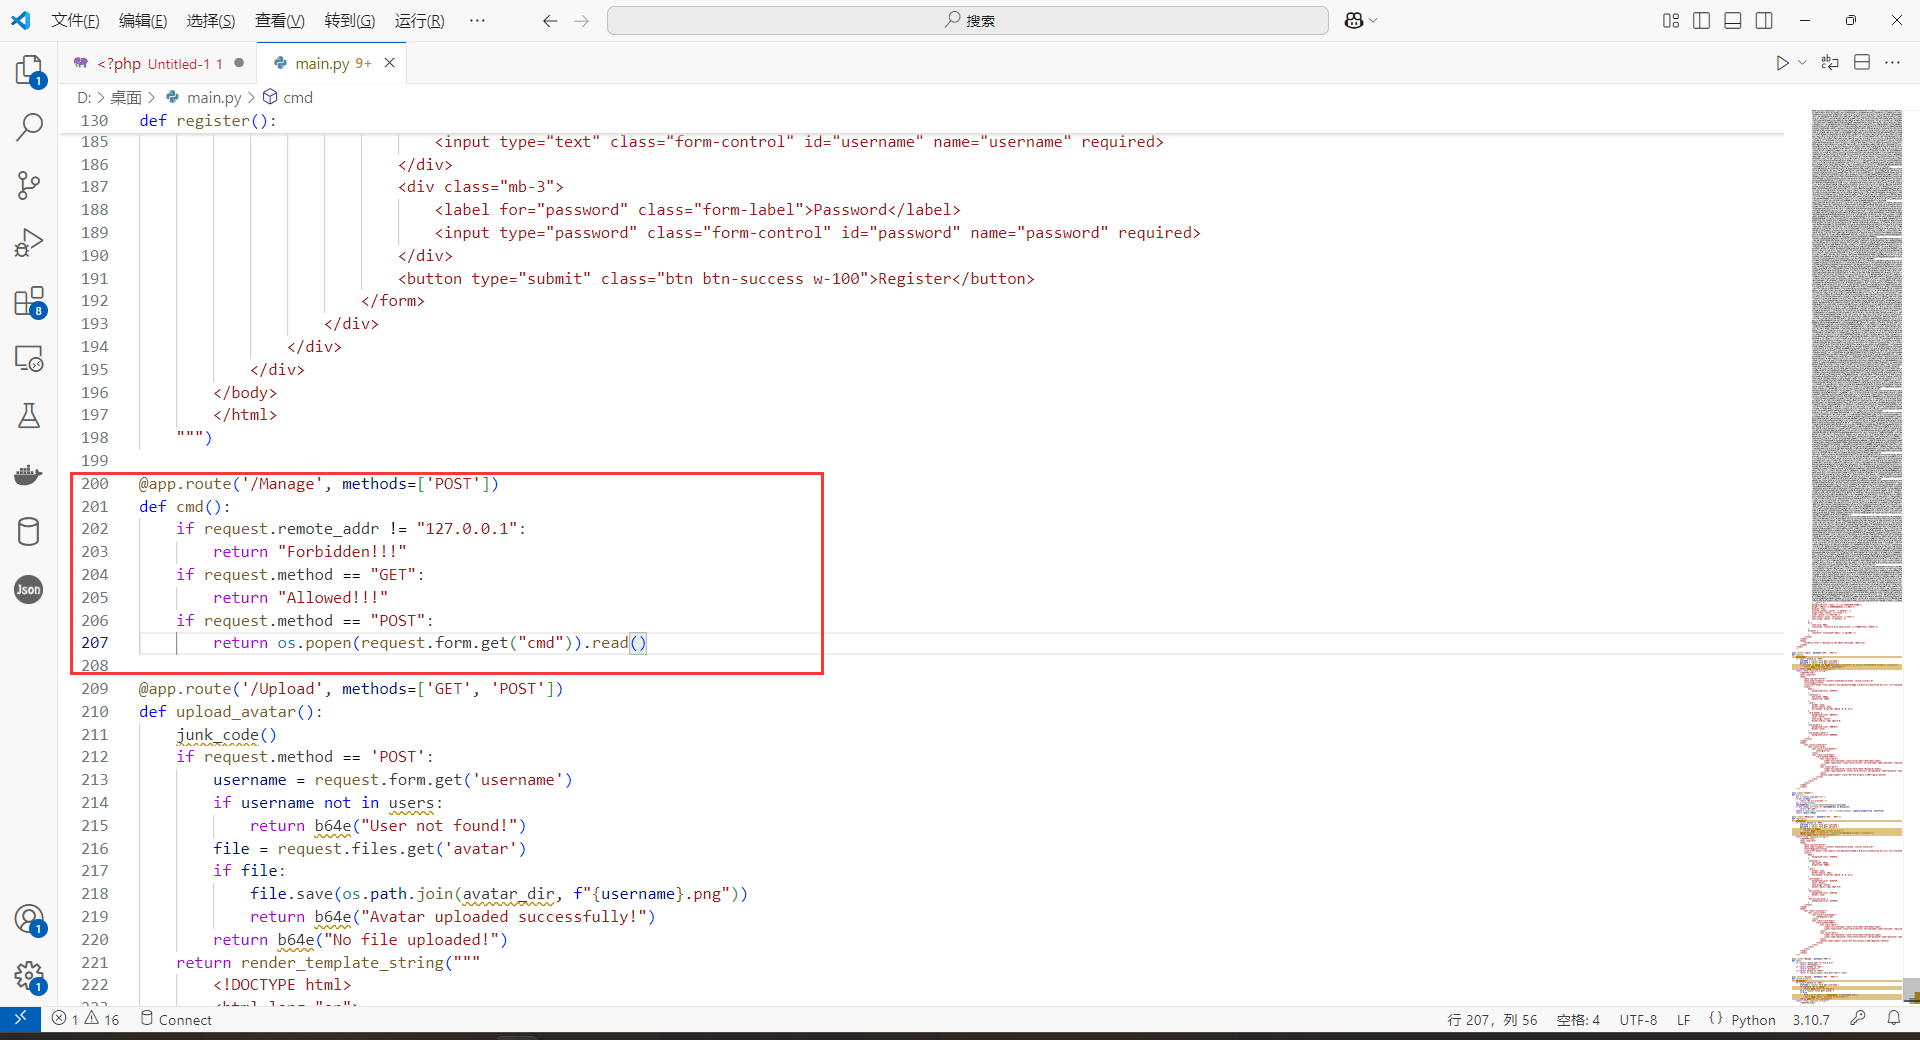 文件(F) 编辑(E) 选择(S) 查看(V) 转到(G) 运行(R) ··· 搜索
<?php Untitled-1 1 main.py 9+
D: > 桌面 > main.py > cmd
130 def register():
185 <input type="text" class="form-control" id="username" name="username" required>
186 </div>
187 <div class="mb-3">
188 <label for="password" class="form-label">Password</label>
189 <input type="password" class="form-control" id="password" name="password" required>
190 </div>
191 <button type="submit" class="btn btn-success w-100">Register</button>
192 </form>
193 </div>
194 </div>
195 </div>
196 </body>
197 </html>
198 """)
199
200 @app.route('/Manage', methods=['POST'])
201 def cmd():
202 if request.remote_addr != "127.0.0.1":
203 return "Forbidden!!!"
204 if request.method == "GET":
205 return "Allowed!!!"
206 if request.method == "POST":
207 return os.popen(request.form.get("cmd")).read()
208
209 @app.route('/Upload', methods=['GET', 'POST'])
210 def upload_avatar():
211 junk_code()
212 if request.method == 'POST':
213 username = request.form.get('username')
214 if username not in users:
215 return b64e("User not found!")
216 file = request.files.get('avatar')
217 if file:
218 file.save(os.path.join(avatar_dir, f"{username}.png"))
219 return b64e("Avatar uploaded successfully!")
220 return b64e("No file uploaded!")
221 return render_template_string("""
222 <!DOCTYPE html>
1
8
Json
1
1
1 16 Connect 行 207，列 56 空格: 4 UTF-8 LF {} Python 3.10.7